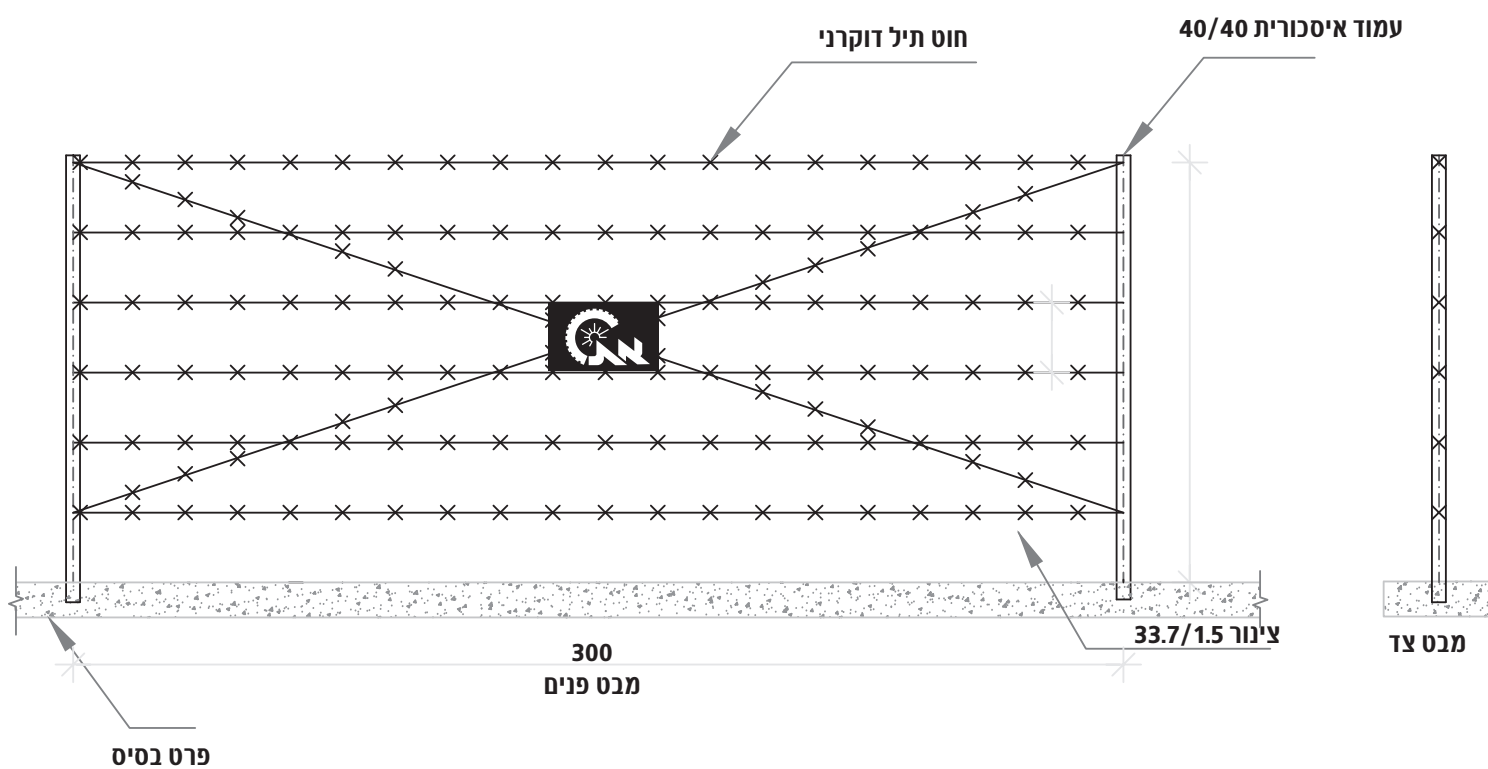 עמוד איסכורית 40/40
חוט תיל דוקרני
צינור 33.7/1.5
מבט צד
300
מבט פנים
פרט בסיס